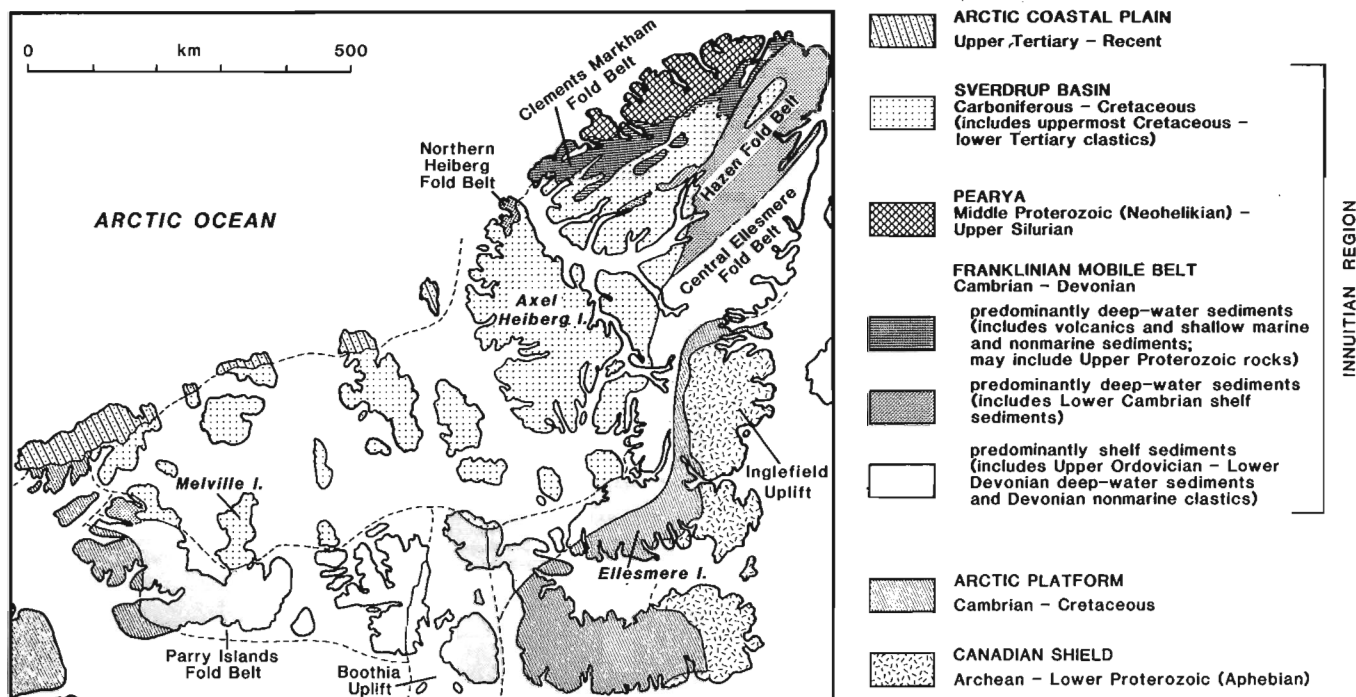 0 km 500
ARCTIC OCEAN
Clements Markham
Fold Belt
Northern
Heiberg
Fold Belt
Hazen Fold Belt
Central Ellesmere
Fold Belt
Axel
Heiberg I.
Melville I.
Inglefield
Uplift
Ellesmere I.
Parry Islands
Fold Belt
Boothia
Uplift
ARCTIC COASTAL PLAIN
Upper Tertiary – Recent
SVERDRUP BASIN
Carboniferous – Cretaceous
(includes uppermost Cretaceous –
lower Tertiary clastics)
PEARYA
Middle Proterozoic (Neohelikian) –
Upper Silurian
FRANKLINIAN MOBILE BELT
Cambrian – Devonian
predominantly deep-water sediments
(includes volcanics and shallow marine
and nonmarine sediments;
may include Upper Proterozoic rocks)
predominantly deep-water sediments
(includes Lower Cambrian shelf
sediments)
predominantly shelf sediments
(includes Upper Ordovician – Lower
Devonian deep-water sediments
and Devonian nonmarine clastics)
INNUITIAN REGION
ARCTIC PLATFORM
Cambrian – Cretaceous
CANADIAN SHIELD
Archean – Lower Proterozoic (Aphebian)